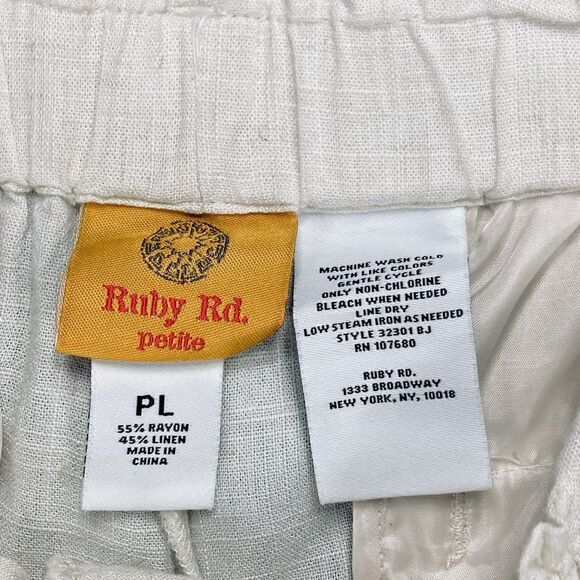 Ruby Rd.
petite
PL
55% RAYON
45% LINEN
MADE IN
CHINA
MACHINE WASH COLD
WITH LIKE COLORS
GENTLE CYCLE
ONLY NON-CHLORINE
BLEACH WHEN NEEDED
LINE DRY
LOW STEAM IRON AS NEEDED
STYLE 32301 BJ
RN 107680
RUBY RD.
1333 BROADWAY
NEW YORK, NY, 10018